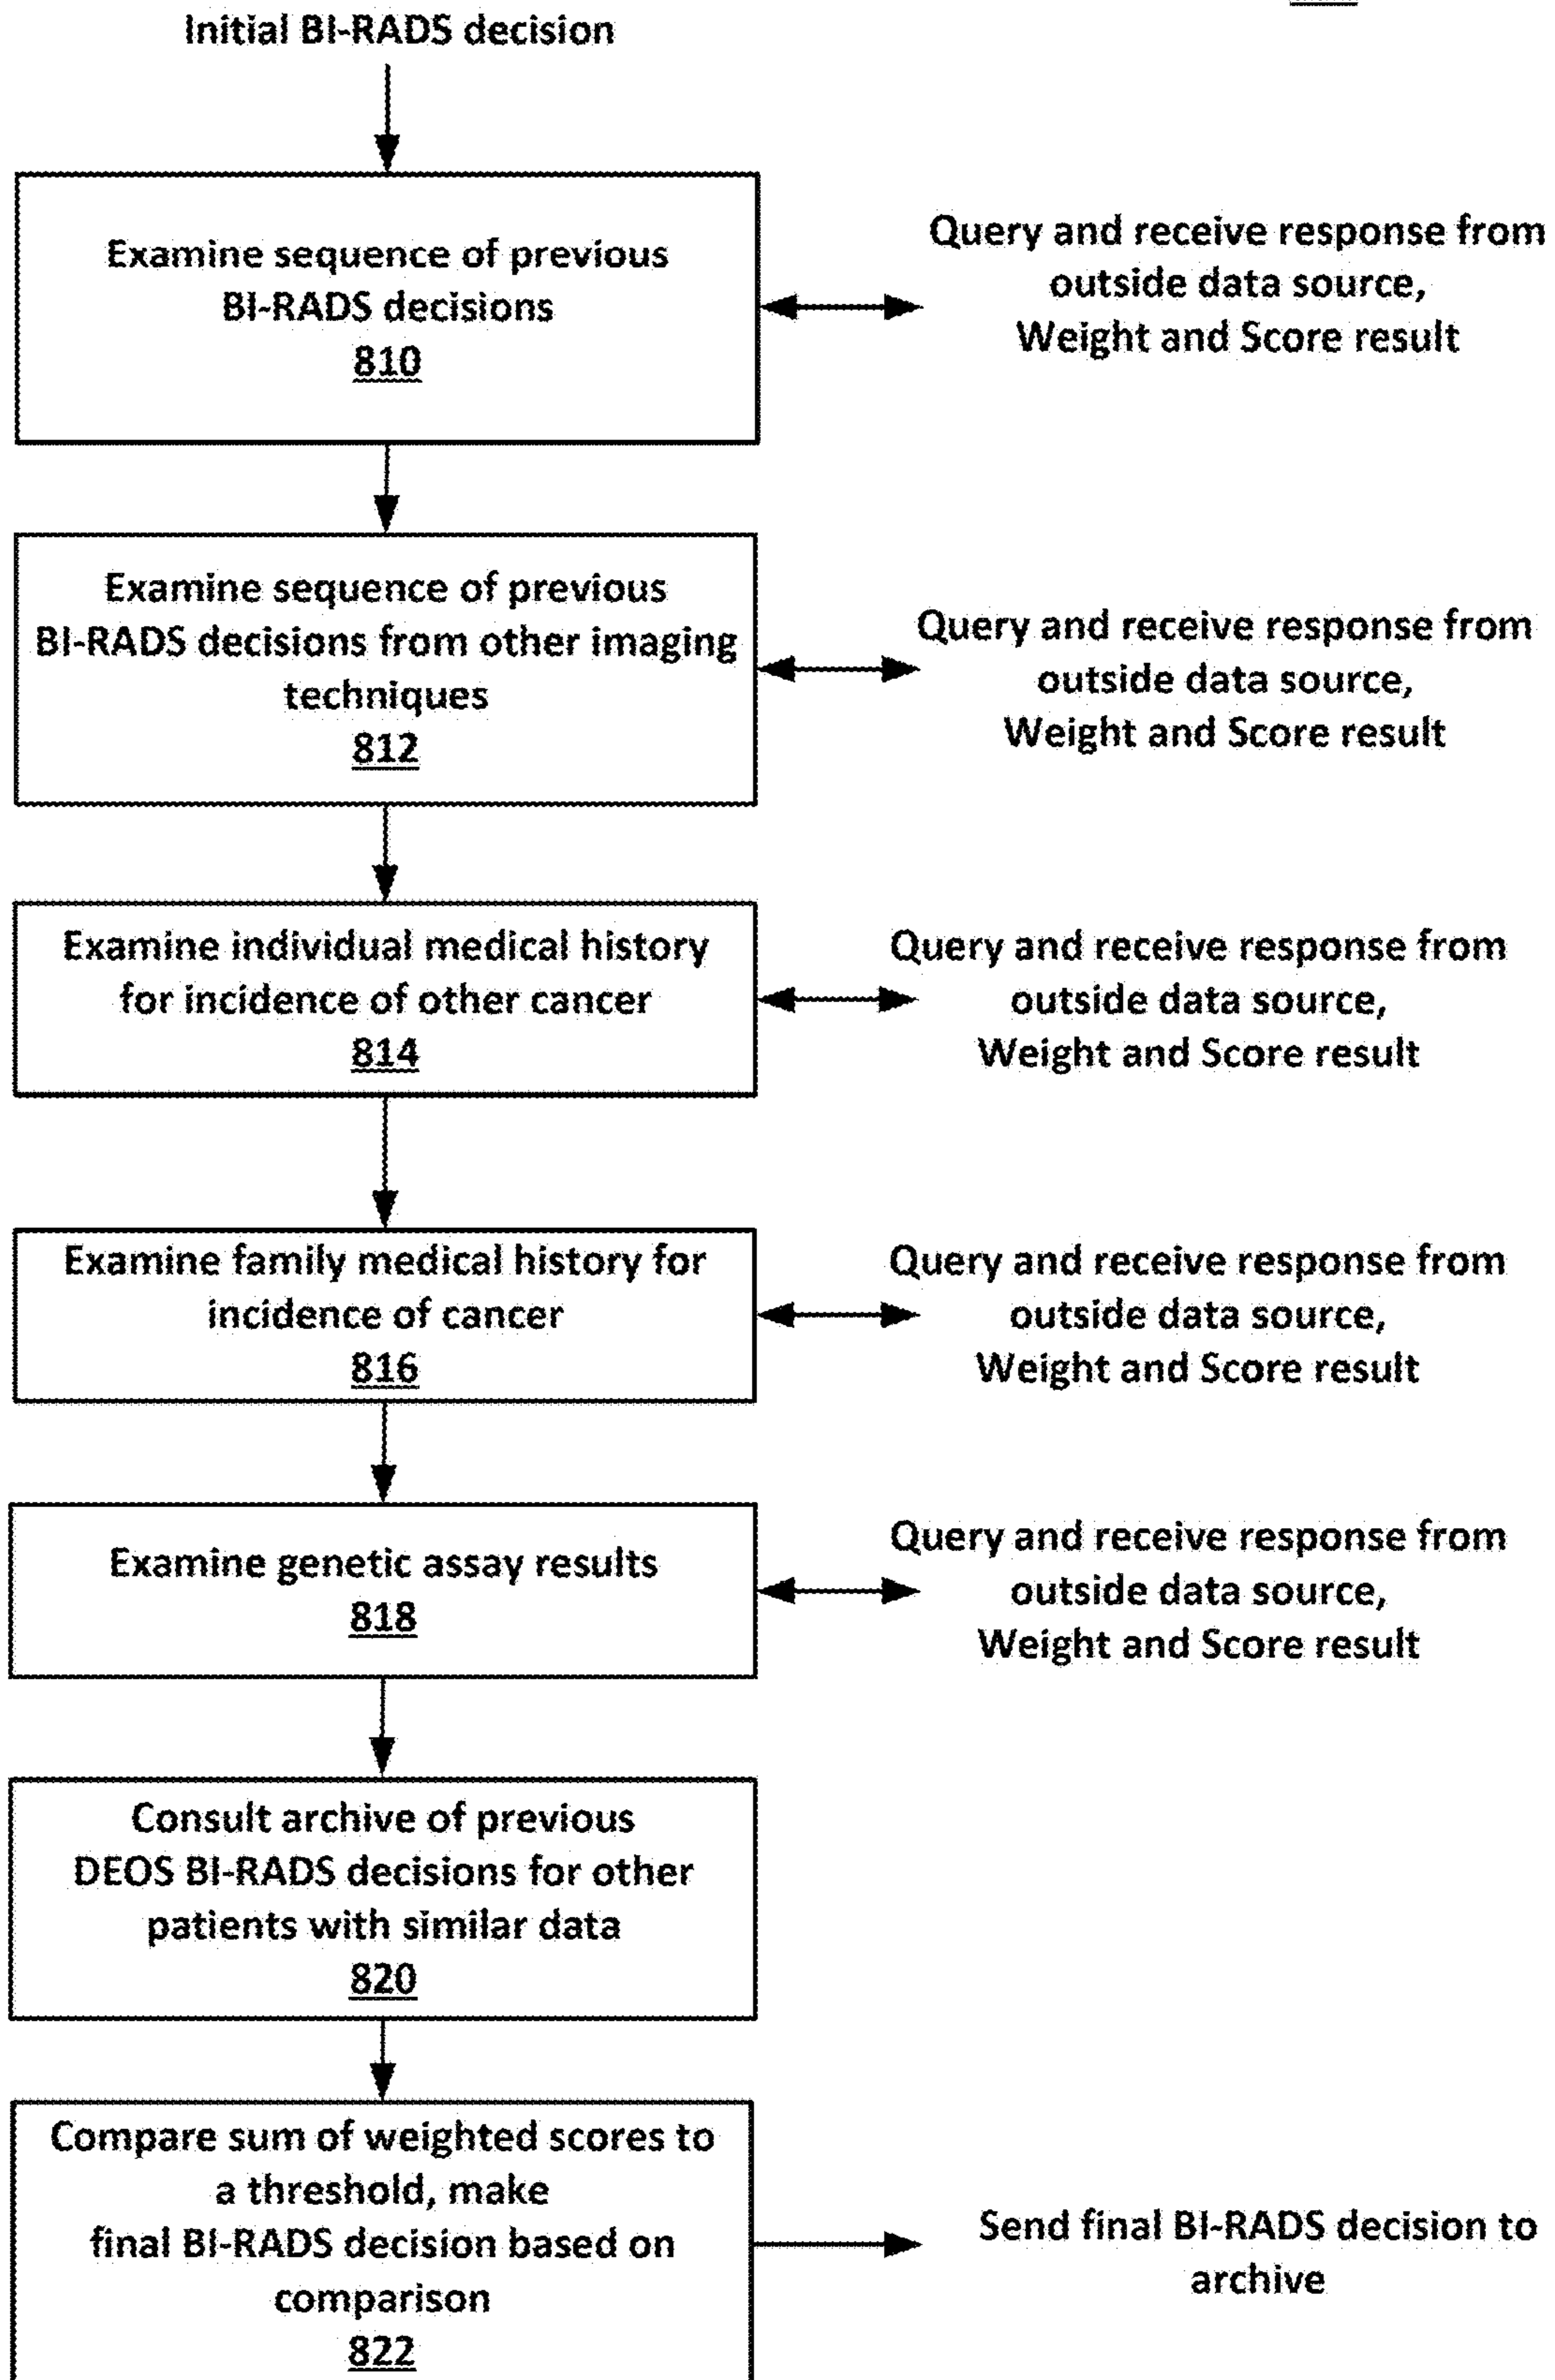 Initial BI-RADS decision
Examine sequence of previous
BI-RADS decisions
810
Query and receive response from
outside data source,
Weight and Score result
Examine sequence of previous
BI-RADS decisions from other imaging
techniques
812
Query and receive response from
outside data source,
Weight and Score result
Examine individual medical history
for incidence of other cancer
814
Query and receive response from
outside data source,
Weight and Score result
Examine family medical history for
incidence of cancer
816
Query and receive response from
outside data source,
Weight and Score result
Examine genetic assay results
818
Query and receive response from
outside data source,
Weight and Score result
Consult archive of previous
DEOS BI-RADS decisions for other
patients with similar data
820
Compare sum of weighted scores to
a threshold, make
final BI-RADS decision based on
comparison
822
Send final BI-RADS decision to
archive